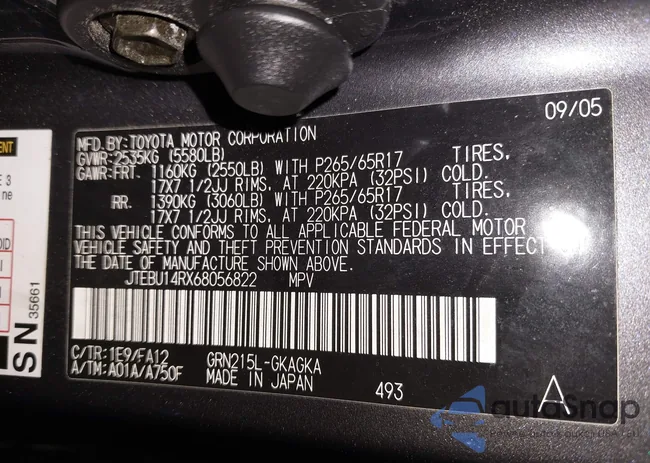 09/05
MFD. BY: TOYOTA MOTOR CORPORATION
GVWR: 2535KG (5580LB)
GAWR: FRT. 1160KG (2550LB) WITH P265/65R17 TIRES,
17X7 1/2JJ RIMS, AT 220KPA (32PSI) COLD.
RR. 1390KG (3060LB) WITH P265/65R17 TIRES,
17X7 1/2JJ RIMS, AT 220KPA (32PSI) COLD.
THIS VEHICLE CONFORMS TO ALL APPLICABLE FEDERAL MOTOR
VEHICLE SAFETY AND THEFT PREVENTION STANDARDS IN EFFECT
THE DATE OF MANUFACTURE SHOWN ABOVE.
JTEBU14RX68056822 MPV
C/TR: 1E9/FA12 GRN215L-GKAGKA
A/TM: A01A/A750F MADE IN JAPAN 493 A
ENT
E 3
ne
OID
SN 35661
autoSnap